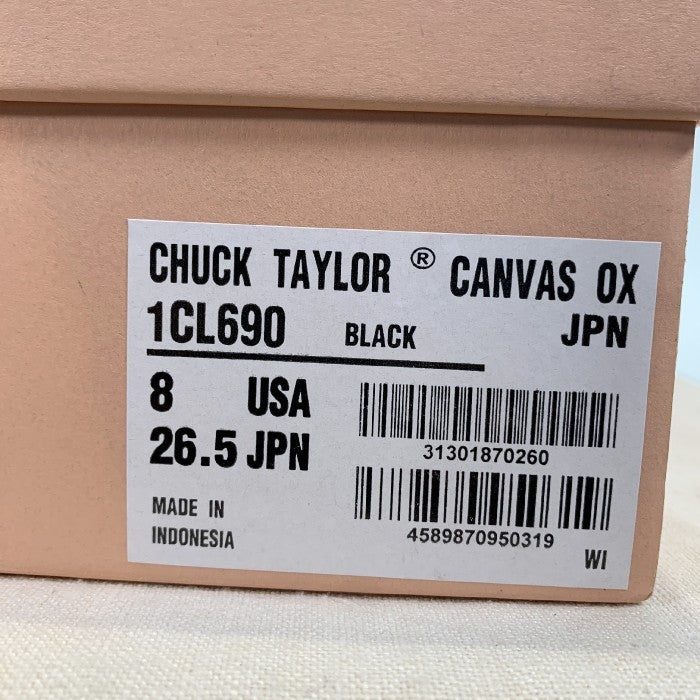 CHUCK TAYLOR ® CANVAS OX
1CL690 BLACK JPN
8 USA
26.5 JPN
31301870260
4589870950319
MADE IN
INDONESIA
WI